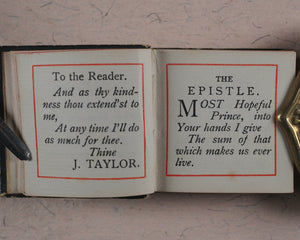 To the Reader.
And as thy kind-
ness thou extend'st to
me,
At any time I'll do
as much for thee.
Thine
J. TAYLOR.
THE
EPISTLE.
MOST Hopeful
Prince, into
Your hands I give
The sum of that
which makes us ever
live.